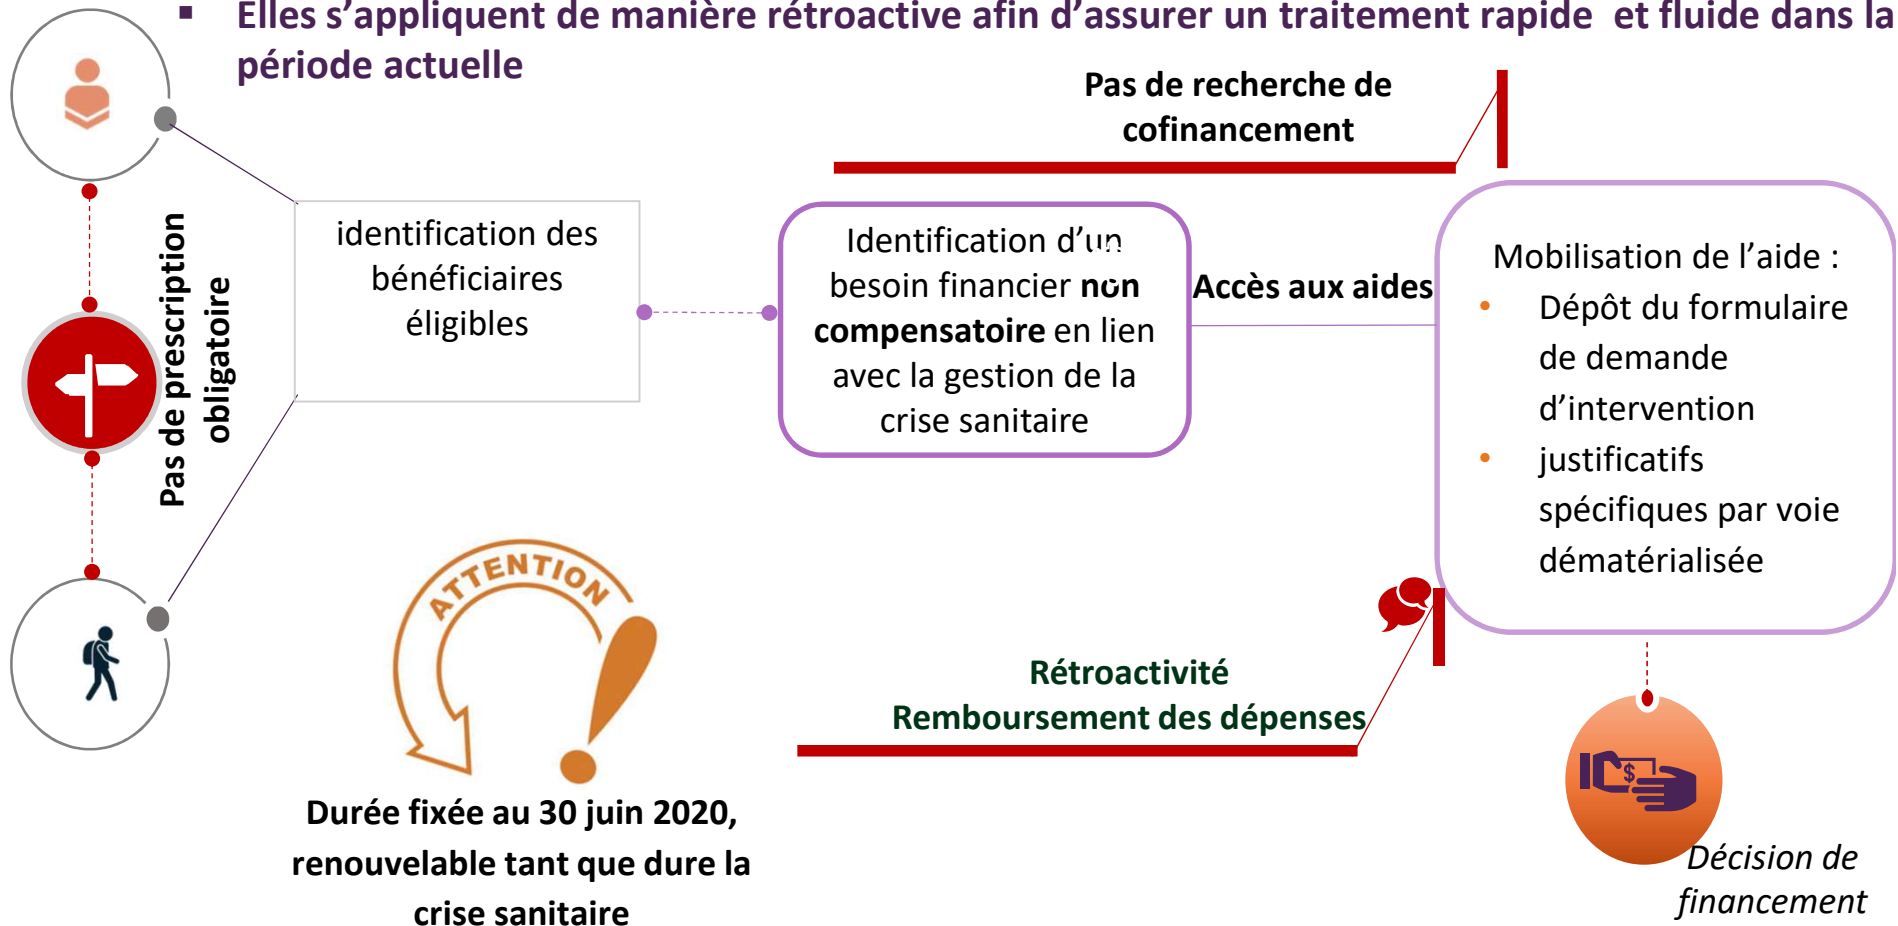 ▪ Elles s’appliquent de manière rétroactive afin d’assurer un traitement rapide et fluide dans la
période actuelle
Pas de recherche de
cofinancement
Pas de prescription
obligatoire
identification des
bénéficiaires
éligibles
Identification d’un
besoin financier non
compensatoire en lien
avec la gestion de la
crise sanitaire
Accès aux aides
Mobilisation de l’aide :
• Dépôt du formulaire
de demande
d’intervention
• justificatifs
spécifiques par voie
dématérialisée
ATTENTION
Rétroactivité
Remboursement des dépenses
Durée fixée au 30 juin 2020,
renouvelable tant que dure la
crise sanitaire
$
Décision de
financement